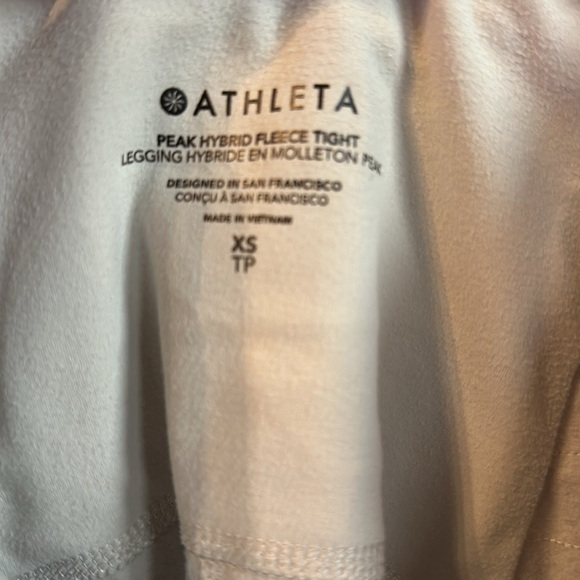 ATHLETA
PEAK HYBRID FLEECE TIGHT
LEGGING HYBRIDE EN MOLLETON PEAK
DESIGNED IN SAN FRANCISCO
CONÇU À SAN FRANCISCO
MADE IN VIETNAM
XS
TP